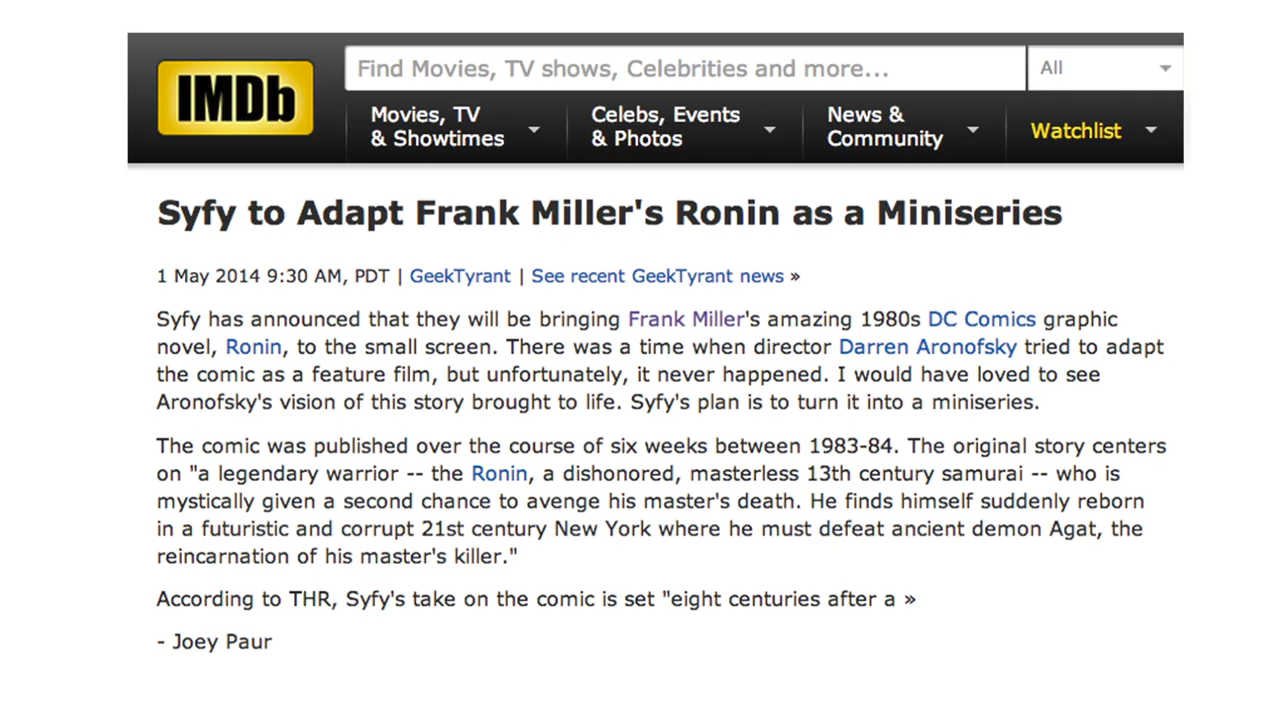 IMDb
Find Movies, TV shows, Celebrities and more...
All
Movies, TV
& Showtimes
Celebs, Events
& Photos
News &
Community
Watchlist
Syfy to Adapt Frank Miller's Ronin as a Miniseries
1 May 2014 9:30 AM, PDT | GeekTyrant | See recent GeekTyrant news »
Syfy has announced that they will be bringing Frank Miller's amazing 1980s DC Comics graphic
novel, Ronin, to the small screen. There was a time when director Darren Aronofsky tried to adapt
the comic as a feature film, but unfortunately, it never happened. I would have loved to see
Aronofsky's vision of this story brought to life. Syfy's plan is to turn it into a miniseries.
The comic was published over the course of six weeks between 1983-84. The original story centers
on "a legendary warrior -- the Ronin, a dishonored, masterless 13th century samurai -- who is
mystically given a second chance to avenge his master's death. He finds himself suddenly reborn
in a futuristic and corrupt 21st century New York where he must defeat ancient demon Agat, the
reincarnation of his master's killer."
According to THR, Syfy's take on the comic is set "eight centuries after a »
- Joey Paur